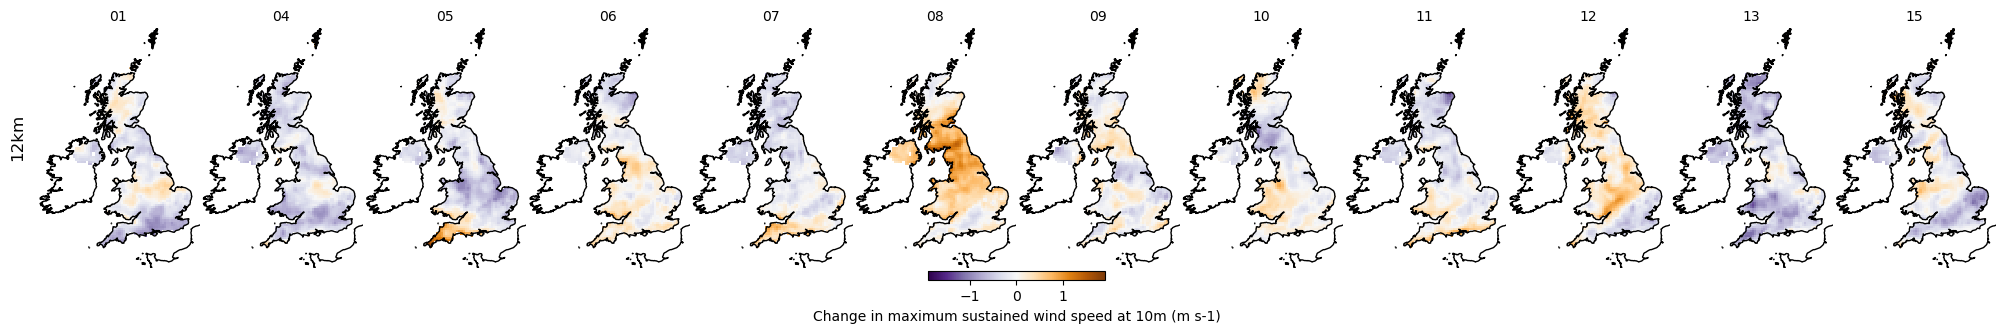 01 04 05 06 07 08 09 10 11 12 13 15
12km
−1 0 1
Change in maximum sustained wind speed at 10m (m s-1)